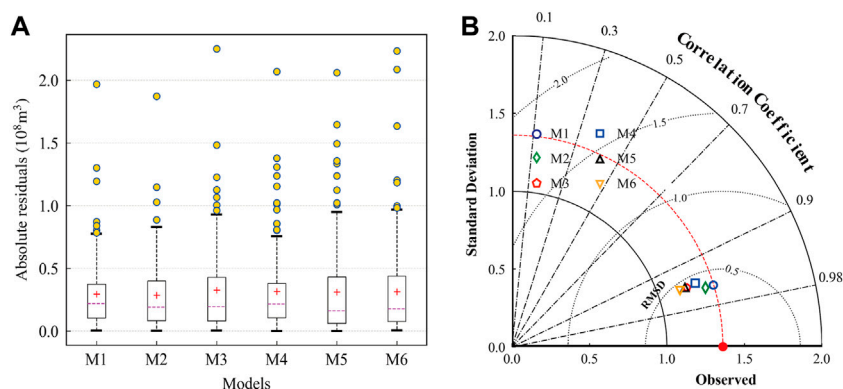 A
Absolute residuals (10⁸m³)
2.0
1.5
1.0
0.5
0.0
M1 M2 M3 M4 M5 M6
Models
B
Standard Deviation
2.0
1.5
1.0
0.5
0.0
0.1
0.3
0.5
0.7
0.9
0.98
Correlation Coefficient
2.0
1.5
1.0
0.5
RMSD
M1 M4
M2 M5
M3 M6
0.0 0.5 1.0 1.5 2.0
Observed